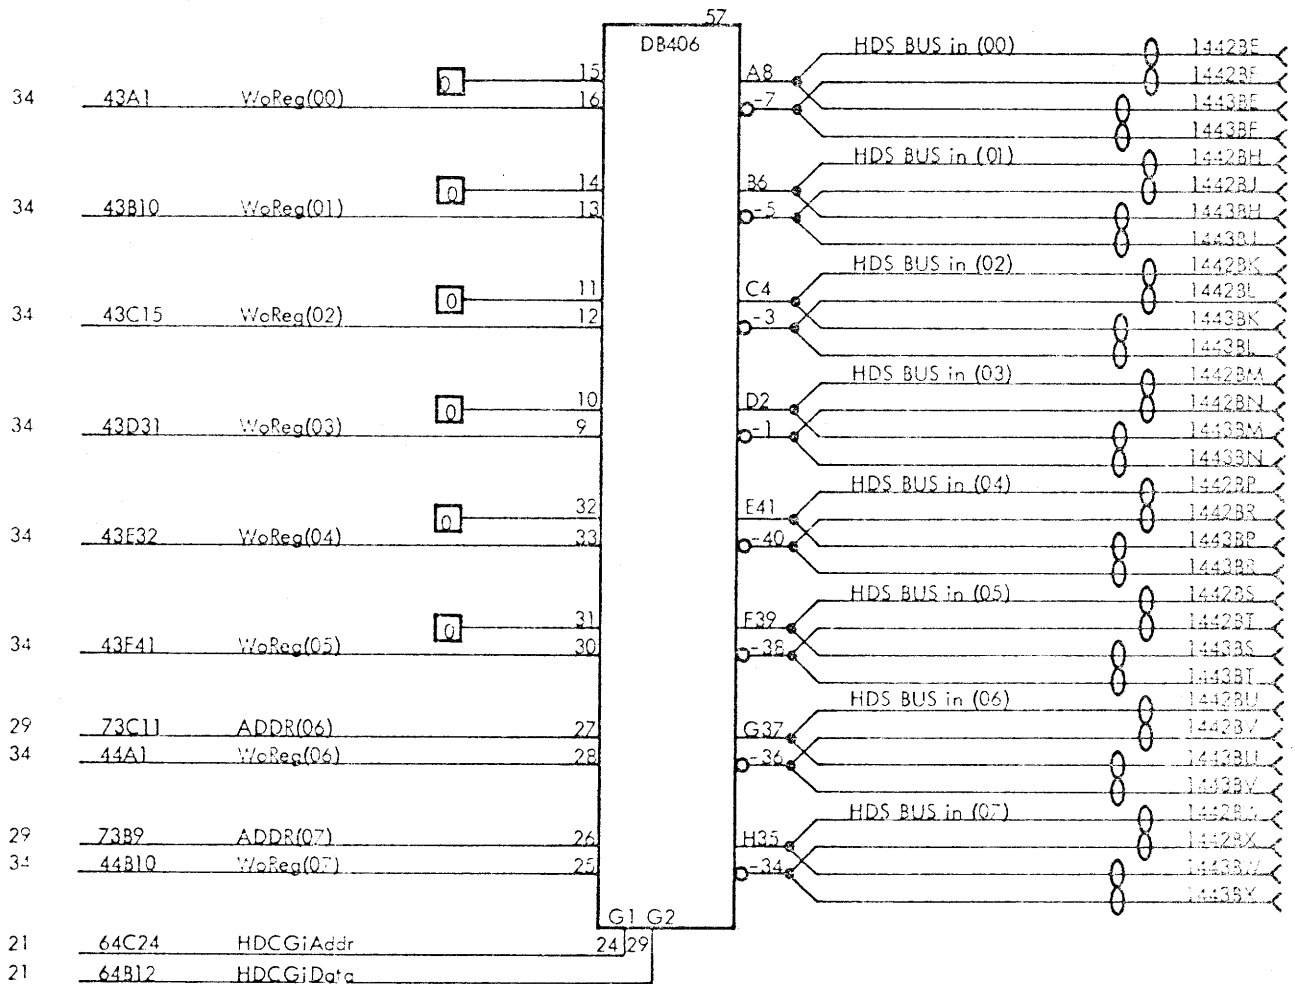 57
DB406
HDS BUS in (00) 1442BE
0 15 A8 1442BF
34 43A1 WoReg(00) 16 -7 1443BE
1443BF
HDS BUS in (01) 1442BH
0 14 B6 1442BJ
34 43B10 WoReg(01) 13 -5 1443BH
1443BJ
HDS BUS in (02) 1442BK
0 11 C4 1442BL
34 43C15 WoReg(02) 12 -3 1443BK
1443BL
HDS BUS in (03) 1442BM
0 10 D2 1442BN
34 43D31 WoReg(03) 9 -1 1443BM
1443BN
HDS BUS in (04) 1442BP
0 32 E41 1442BR
34 43E32 WoReg(04) 33 -40 1443BP
1443BR
HDS BUS in (05) 1442BS
0 31 F39 1442BT
34 43F41 WoReg(05) 30 -38 1443BS
1443BT
HDS BUS in (06) 1442BU
29 73C11 ADDR(06) 27 G37 1442BV
34 44A1 WoReg(06) 28 -36 1443BU
1443BV
HDS BUS in (07)
29 73B9 ADDR(07) 26 H35 1442BX
34 44B10 WoReg(07) 25 -34 1443BW
1443BX
G1 G2
21 64C24 HDCGiAddr 24 29
21 64B12 HDCGiData